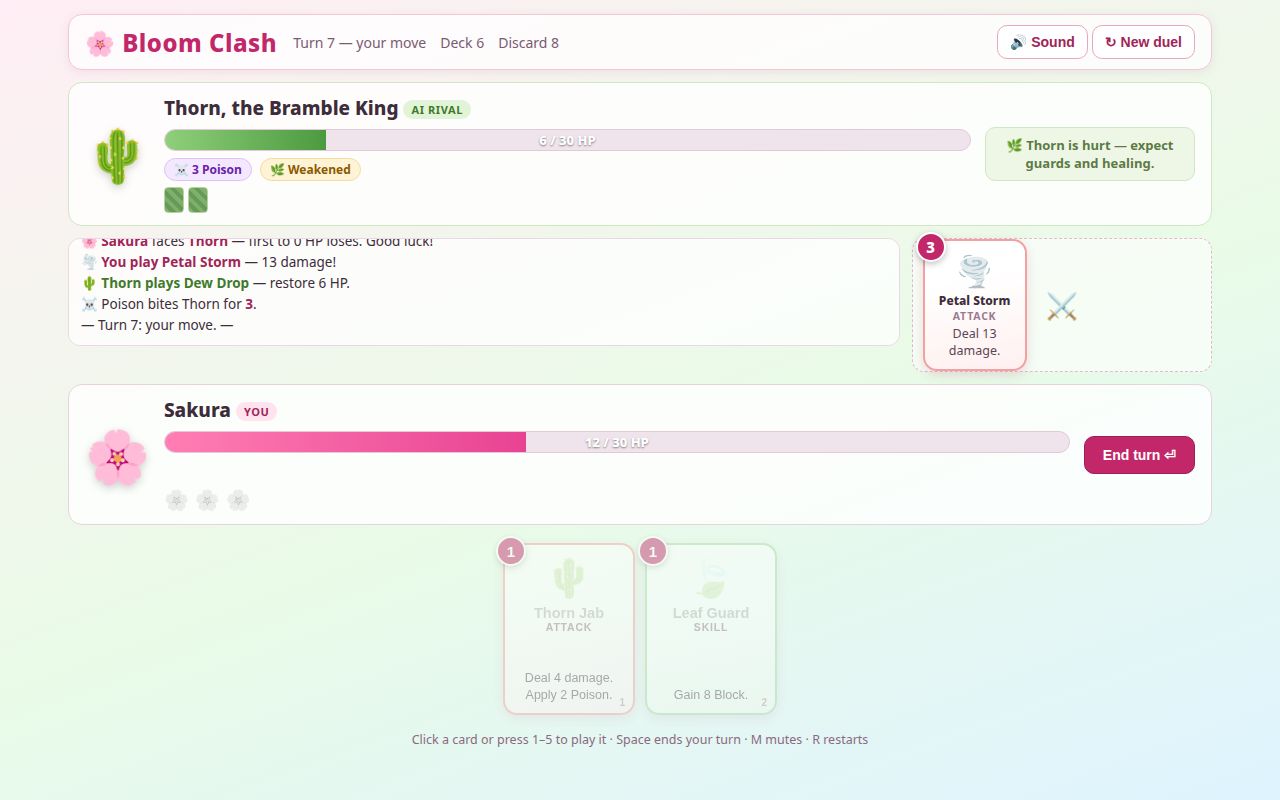 Bloom Clash
Turn 7 — your move Deck 6 Discard 8
Sound
↻ New duel
Thorn, the Bramble King AI RIVAL
6 / 30 HP
3 Poison
Weakened
Thorn is hurt — expect
guards and healing.
Sakura faces Thorn — first to 0 HP loses. Good luck!
You play Petal Storm — 13 damage!
Thorn plays Dew Drop — restore 6 HP.
Poison bites Thorn for 3.
— Turn 7: your move. —
3
Petal Storm
ATTACK
Deal 13
damage.
Sakura YOU
12 / 30 HP
End turn ⏎
1
Thorn Jab
ATTACK
Deal 4 damage.
Apply 2 Poison.
1
1
Leaf Guard
SKILL
Gain 8 Block.
2
Click a card or press 1–5 to play it · Space ends your turn · M mutes · R restarts